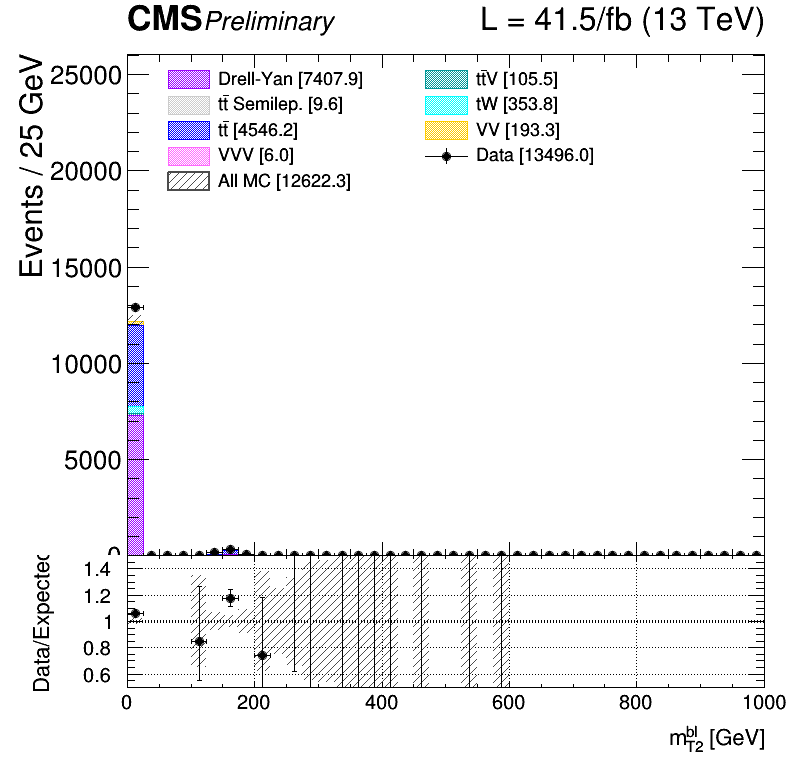 CMS Preliminary L = 41.5/fb (13 TeV)
Events / 25 GeV
25000
20000
15000
10000
5000
0
Drell-Yan [7407.9]
tt̄ Semilep. [9.6]
tt̄ [4546.2]
VVV [6.0]
All MC [12622.3]
tt̄V [105.5]
tW [353.8]
VV [193.3]
Data [13496.0]
Data/Expected
1.4
1.2
1
0.8
0.6
0 200 400 600 800 1000
m_{T2}^{bl} [GeV]